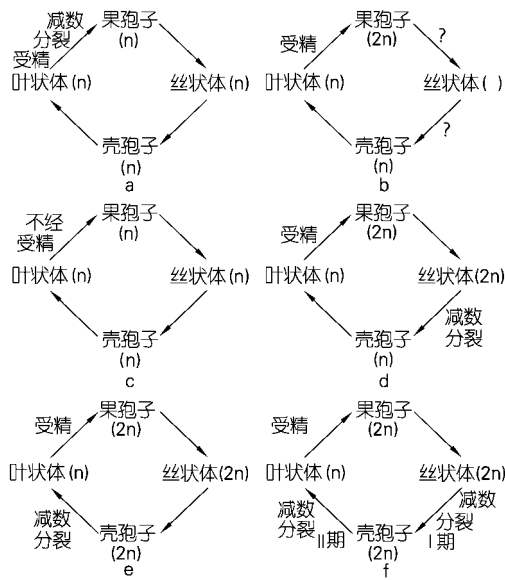 减数
分裂
受精
果孢子
(n)
叶状体(n)
丝状体(n)
壳孢子
(n)
a
受精
果孢子
(2n)
?
叶状体(n)
丝状体( )
?
壳孢子
(n)
b
不经
受精
果孢子
(n)
叶状体(n)
丝状体(n)
壳孢子
(n)
c
受精
果孢子
(2n)
叶状体(n)
丝状体(2n)
减数
分裂
壳孢子
(n)
d
受精
果孢子
(2n)
叶状体(n)
丝状体(2n)
减数
分裂
壳孢子
(2n)
e
受精
果孢子
(2n)
叶状体(n)
丝状体(2n)
减数
分裂
II期
减数
分裂
I期
壳孢子
(2n)
f